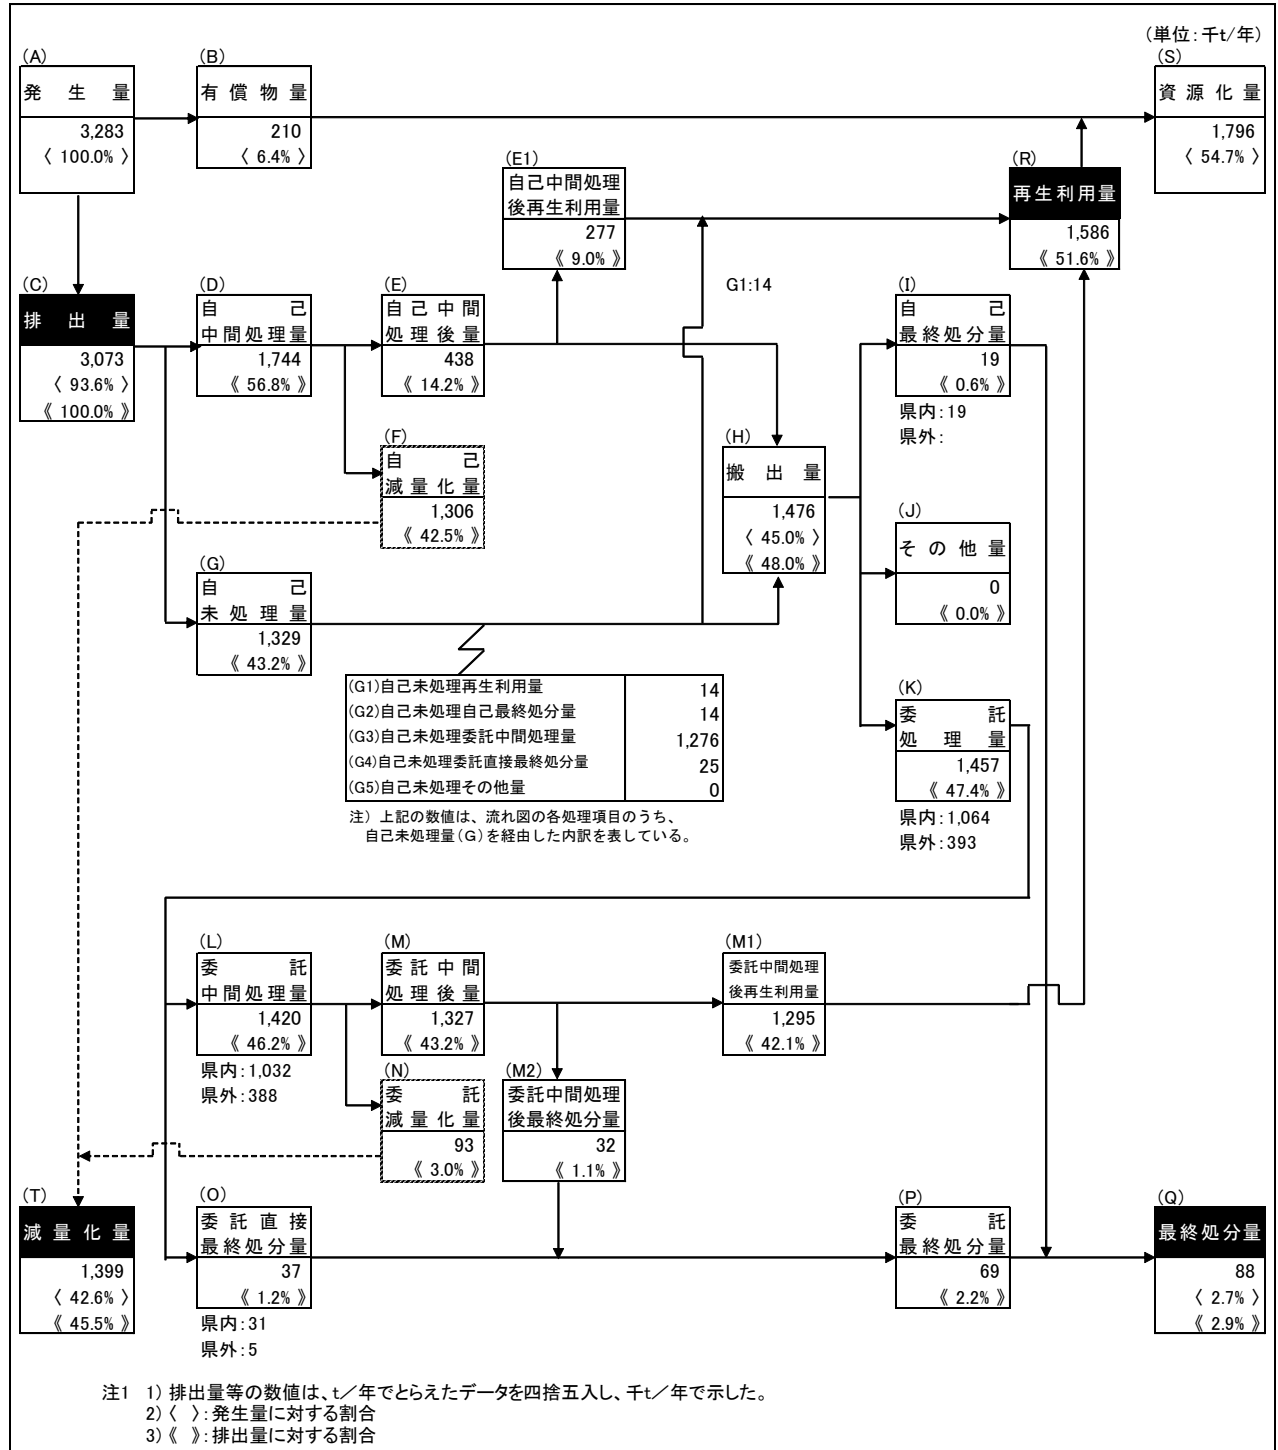 (単位：千t/年)
(A)
発生量
3,283
〈 100.0% 〉
(B)
有償物量
210
〈 6.4% 〉
(S)
資源化量
1,796
〈 54.7% 〉
(E1)
自己中間処理
後再生利用量
277
《 9.0% 》
(R)
再生利用量
1,586
《 51.6% 》
(C)
排出量
3,073
〈 93.6% 〉
《 100.0% 》
(D)
自己
中間処理量
1,744
《 56.8% 》
(E)
自己中間
処理後量
438
《 14.2% 》
G1:14
(I)
自己
最終処分量
19
《 0.6% 》
県内：19
県外：
(F)
自己
減量化量
1,306
《 42.5% 》
(H)
搬出量
1,476
〈 45.0% 〉
《 48.0% 》
(J)
その他量
0
《 0.0% 》
(G)
自己
未処理量
1,329
《 43.2% 》
(G1)自己未処理再生利用量 14
(G2)自己未処理自己最終処分量 14
(G3)自己未処理委託中間処理量 1,276
(G4)自己未処理委託直接最終処分量 25
(G5)自己未処理その他量 0
注) 上記の数値は、流れ図の各処理項目のうち、
自己未処理量(G)を経由した内訳を表している。
(K)
委託
処理量
1,457
《 47.4% 》
県内：1,064
県外：393
(L)
委託
中間処理量
1,420
《 46.2% 》
県内：1,032
県外：388
(M)
委託中間
処理後量
1,327
《 43.2% 》
(M1)
委託中間処理
後再生利用量
1,295
《 42.1% 》
(N)
委託
減量化量
93
《 3.0% 》
(M2)
委託中間処理
後最終処分量
32
《 1.1% 》
(T)
減量化量
1,399
〈 42.6% 〉
《 45.5% 》
(O)
委託直接
最終処分量
37
《 1.2% 》
県内：31
県外：5
(P)
委託
最終処分量
69
《 2.2% 》
(Q)
最終処分量
88
〈 2.7% 〉
《 2.9% 》
注1 1) 排出量等の数値は、t／年でとらえたデータを四捨五入し、千t／年で示した。
2)〈 〉：発生量に対する割合
3)《 》：排出量に対する割合